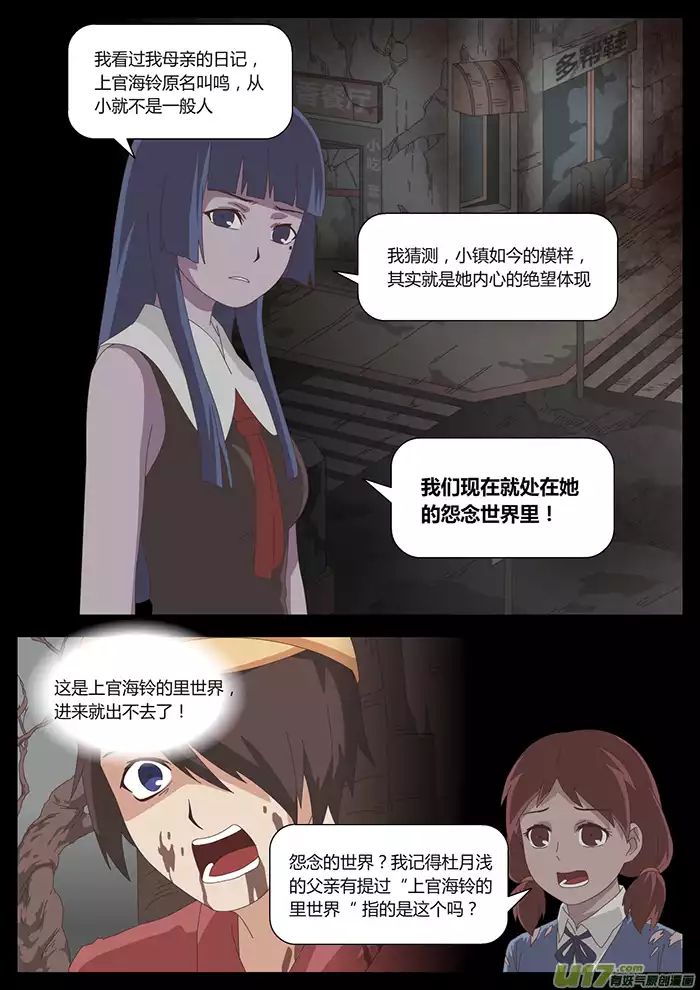 我看过我母亲的日记，
上官海铃原名叫鸣，从
小就不是一般人
多帮鞋
餐厅
小吃
我猜测，小镇如今的模样，
其实就是她内心的绝望体现
我们现在就处在她
的怨念世界里！
这是上官海铃的里世界，
进来就出不去了！
怨念的世界？我记得杜月浅
的父亲有提过“上官海铃的
里世界“ 指的是这个吗？
U17.com
有妖气原创漫画